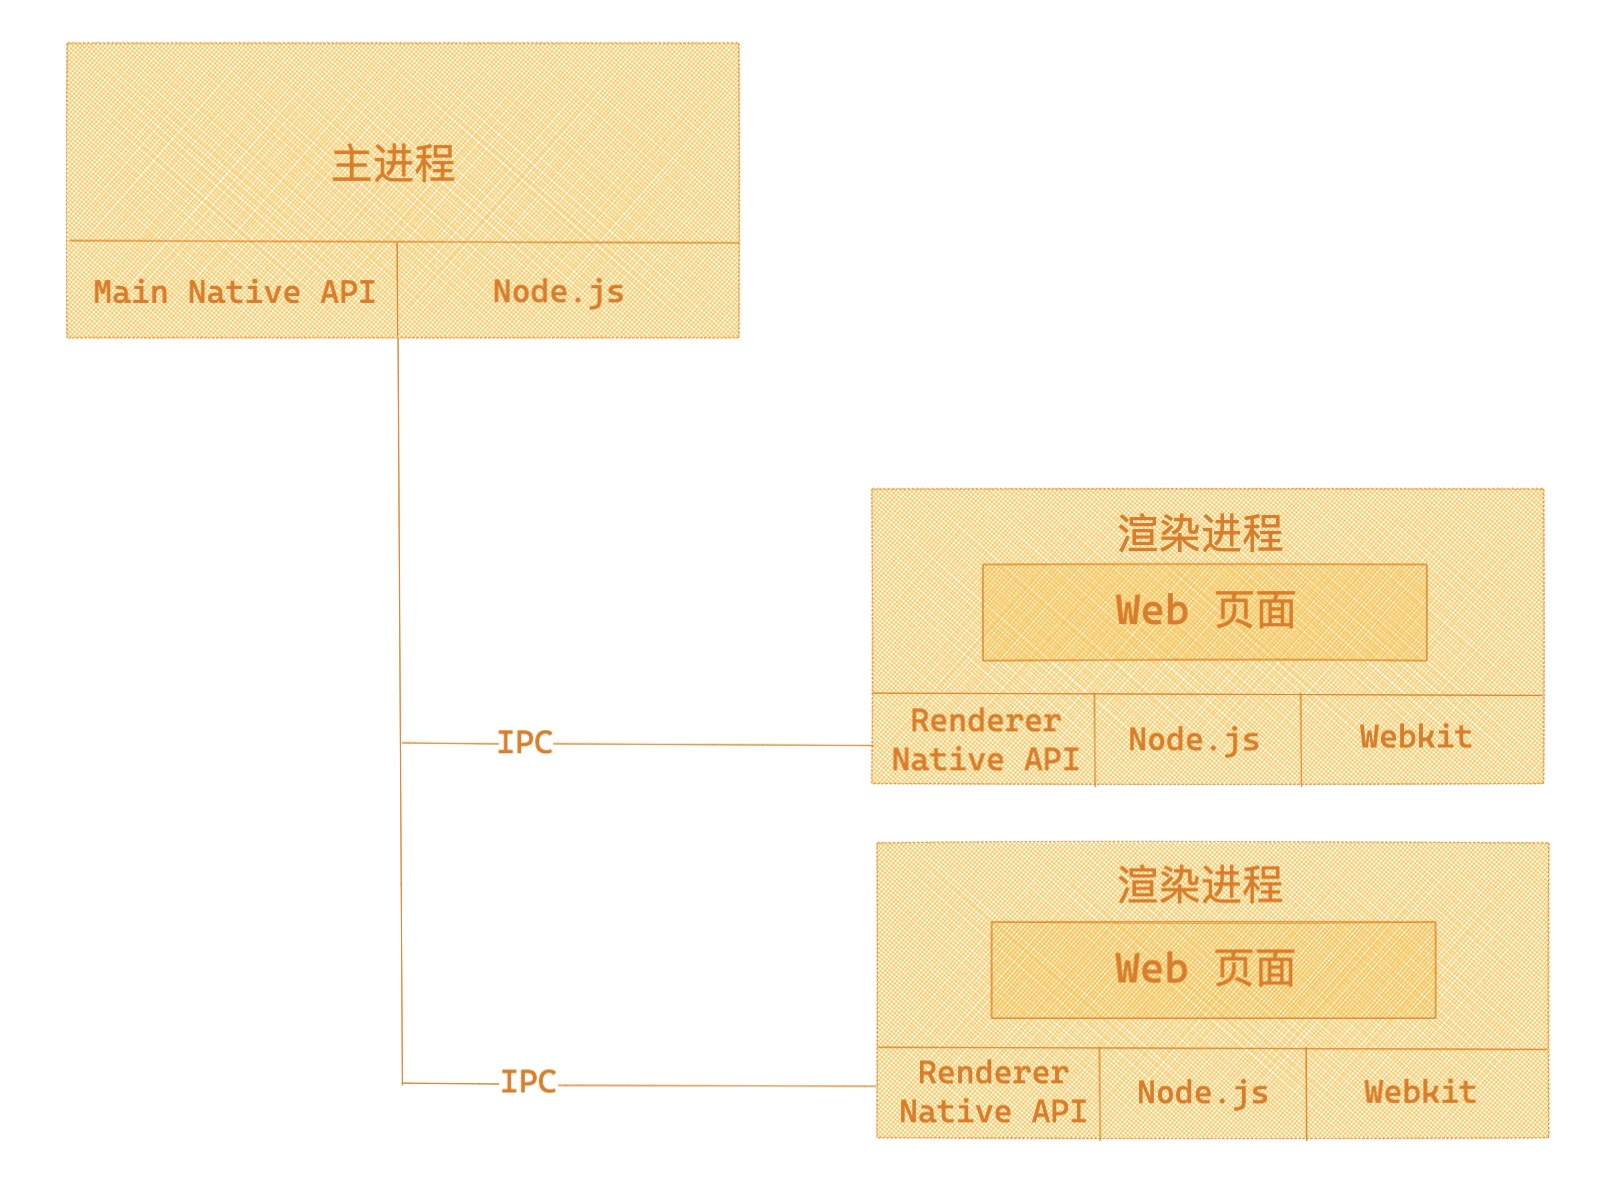 主进程
Main Native API
Node.js
渲染进程
Web 页面
Renderer
Native API
Node.js
Webkit
IPC
渲染进程
Web 页面
Renderer
Native API
Node.js
Webkit
IPC